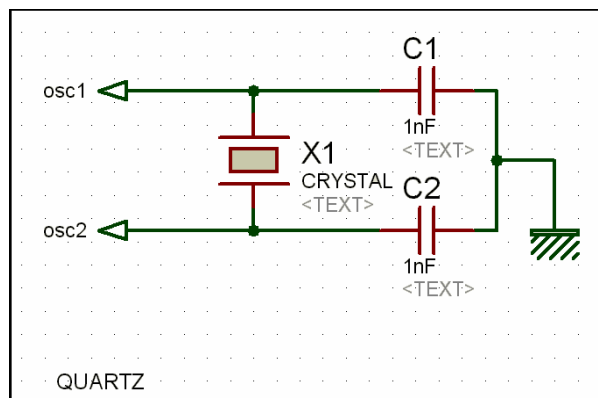 C1
osc1
1nF
<TEXT>
X1
CRYSTAL
<TEXT>
C2
osc2
1nF
<TEXT>
QUARTZ